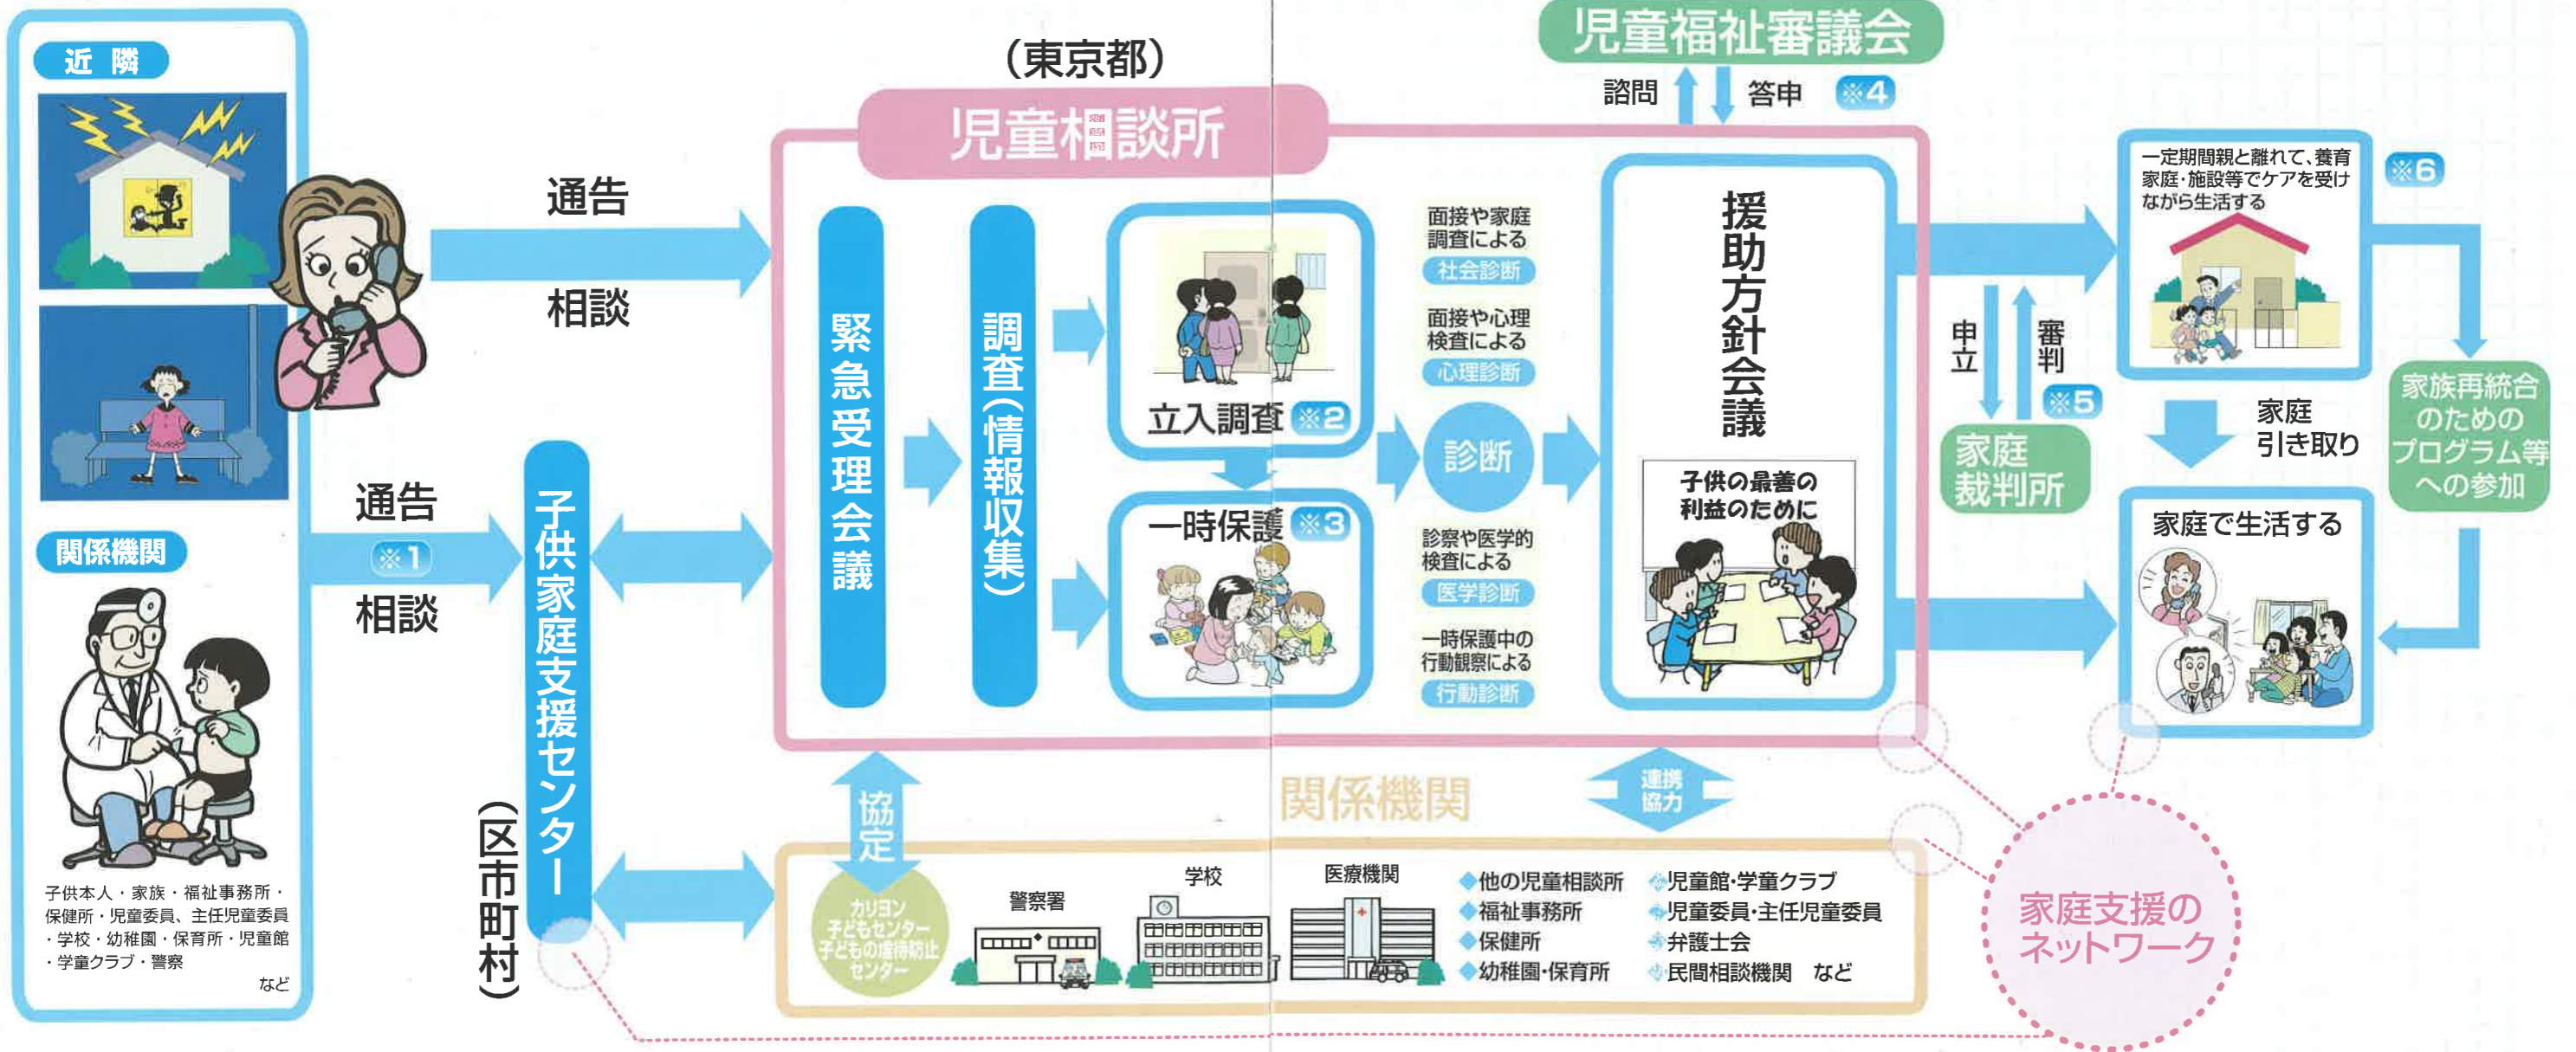 近隣
関係機関
子供本人・家族・福祉事務所・
保健所・児童委員、主任児童委員
・学校・幼稚園・保育所・児童館
・学童クラブ・警察
など
通告
相談
通告
※1
相談
子供家庭支援センター
（区市町村）
（東京都）
児童相談所
緊急受理会議
調査（情報収集）
立入調査 ※2
一時保護 ※3
面接や家庭
調査による
社会診断
面接や心理
検査による
心理診断
診断
診察や医学的
検査による
医学診断
一時保護中の
行動観察による
行動診断
援助方針会議
子供の最善の
利益のために
児童福祉審議会
諮問
答申 ※4
申立
審判
※5
家庭
裁判所
一定期間親と離れて、養育
家庭・施設等でケアを受け
ながら生活する
※6
家庭
引き取り
家族再統合
のための
プログラム等
への参加
家庭で生活する
協定
関係機関
連携
協力
カリヨン
子どもセンター
子どもの虐待防止
センター
警察署
学校
医療機関
◆他の児童相談所
◆福祉事務所
◆保健所
◆幼稚園・保育所
◆児童館・学童クラブ
◆児童委員・主任児童委員
◆弁護士会
◆民間相談機関　など
家庭支援の
ネットワーク